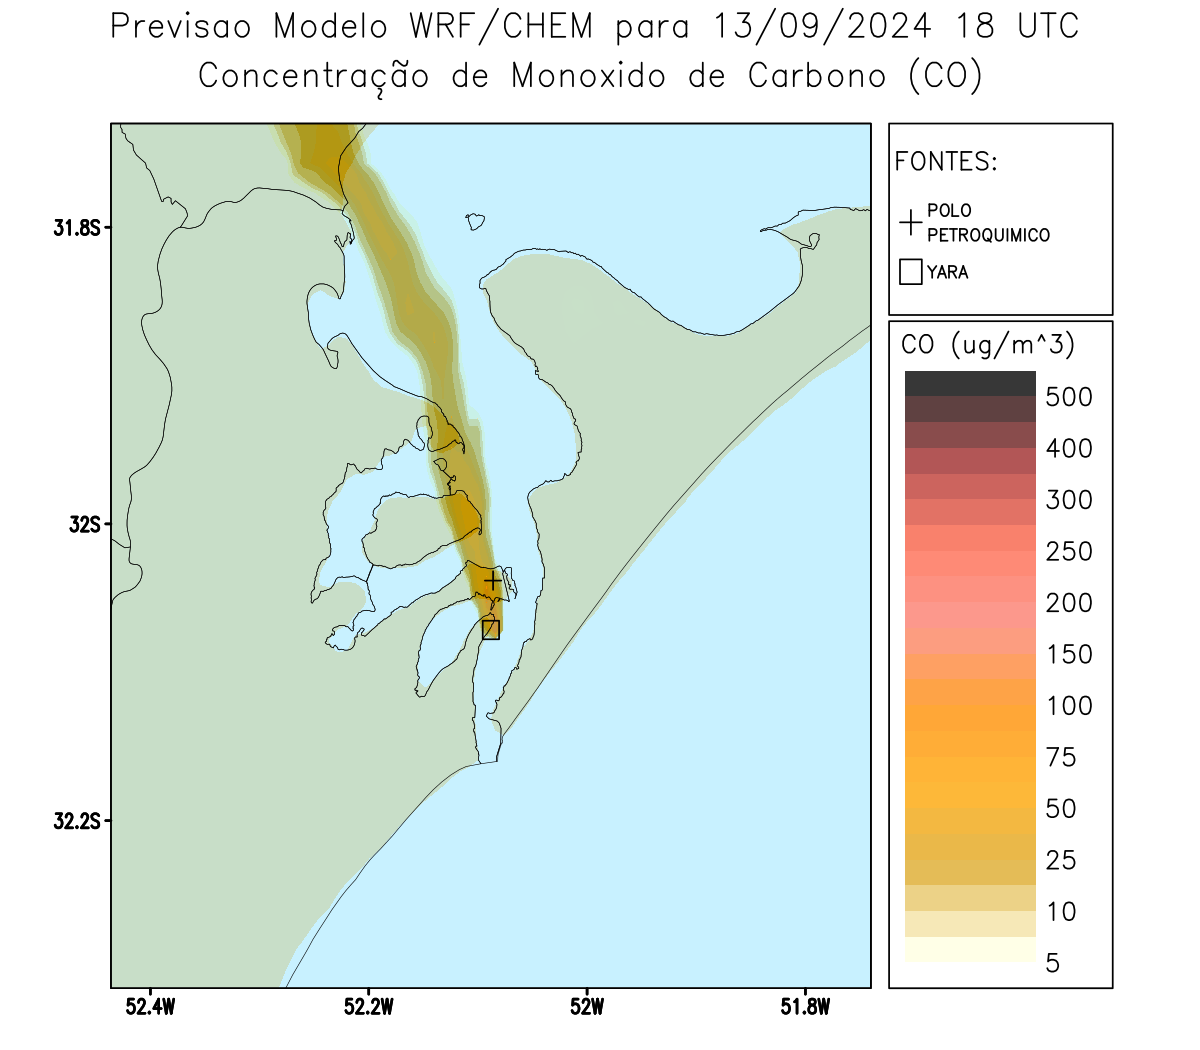 Previsao Modelo WRF/CHEM para 13/09/2024 18 UTC
Concentração de Monoxido de Carbono (CO)
FONTES:
POLO
PETROQUIMICO
YARA
CO (ug/m^3)
500
400
300
250
200
150
100
75
50
25
10
5
31.8S
32S
32.2S
52.4W
52.2W
52W
51.8W